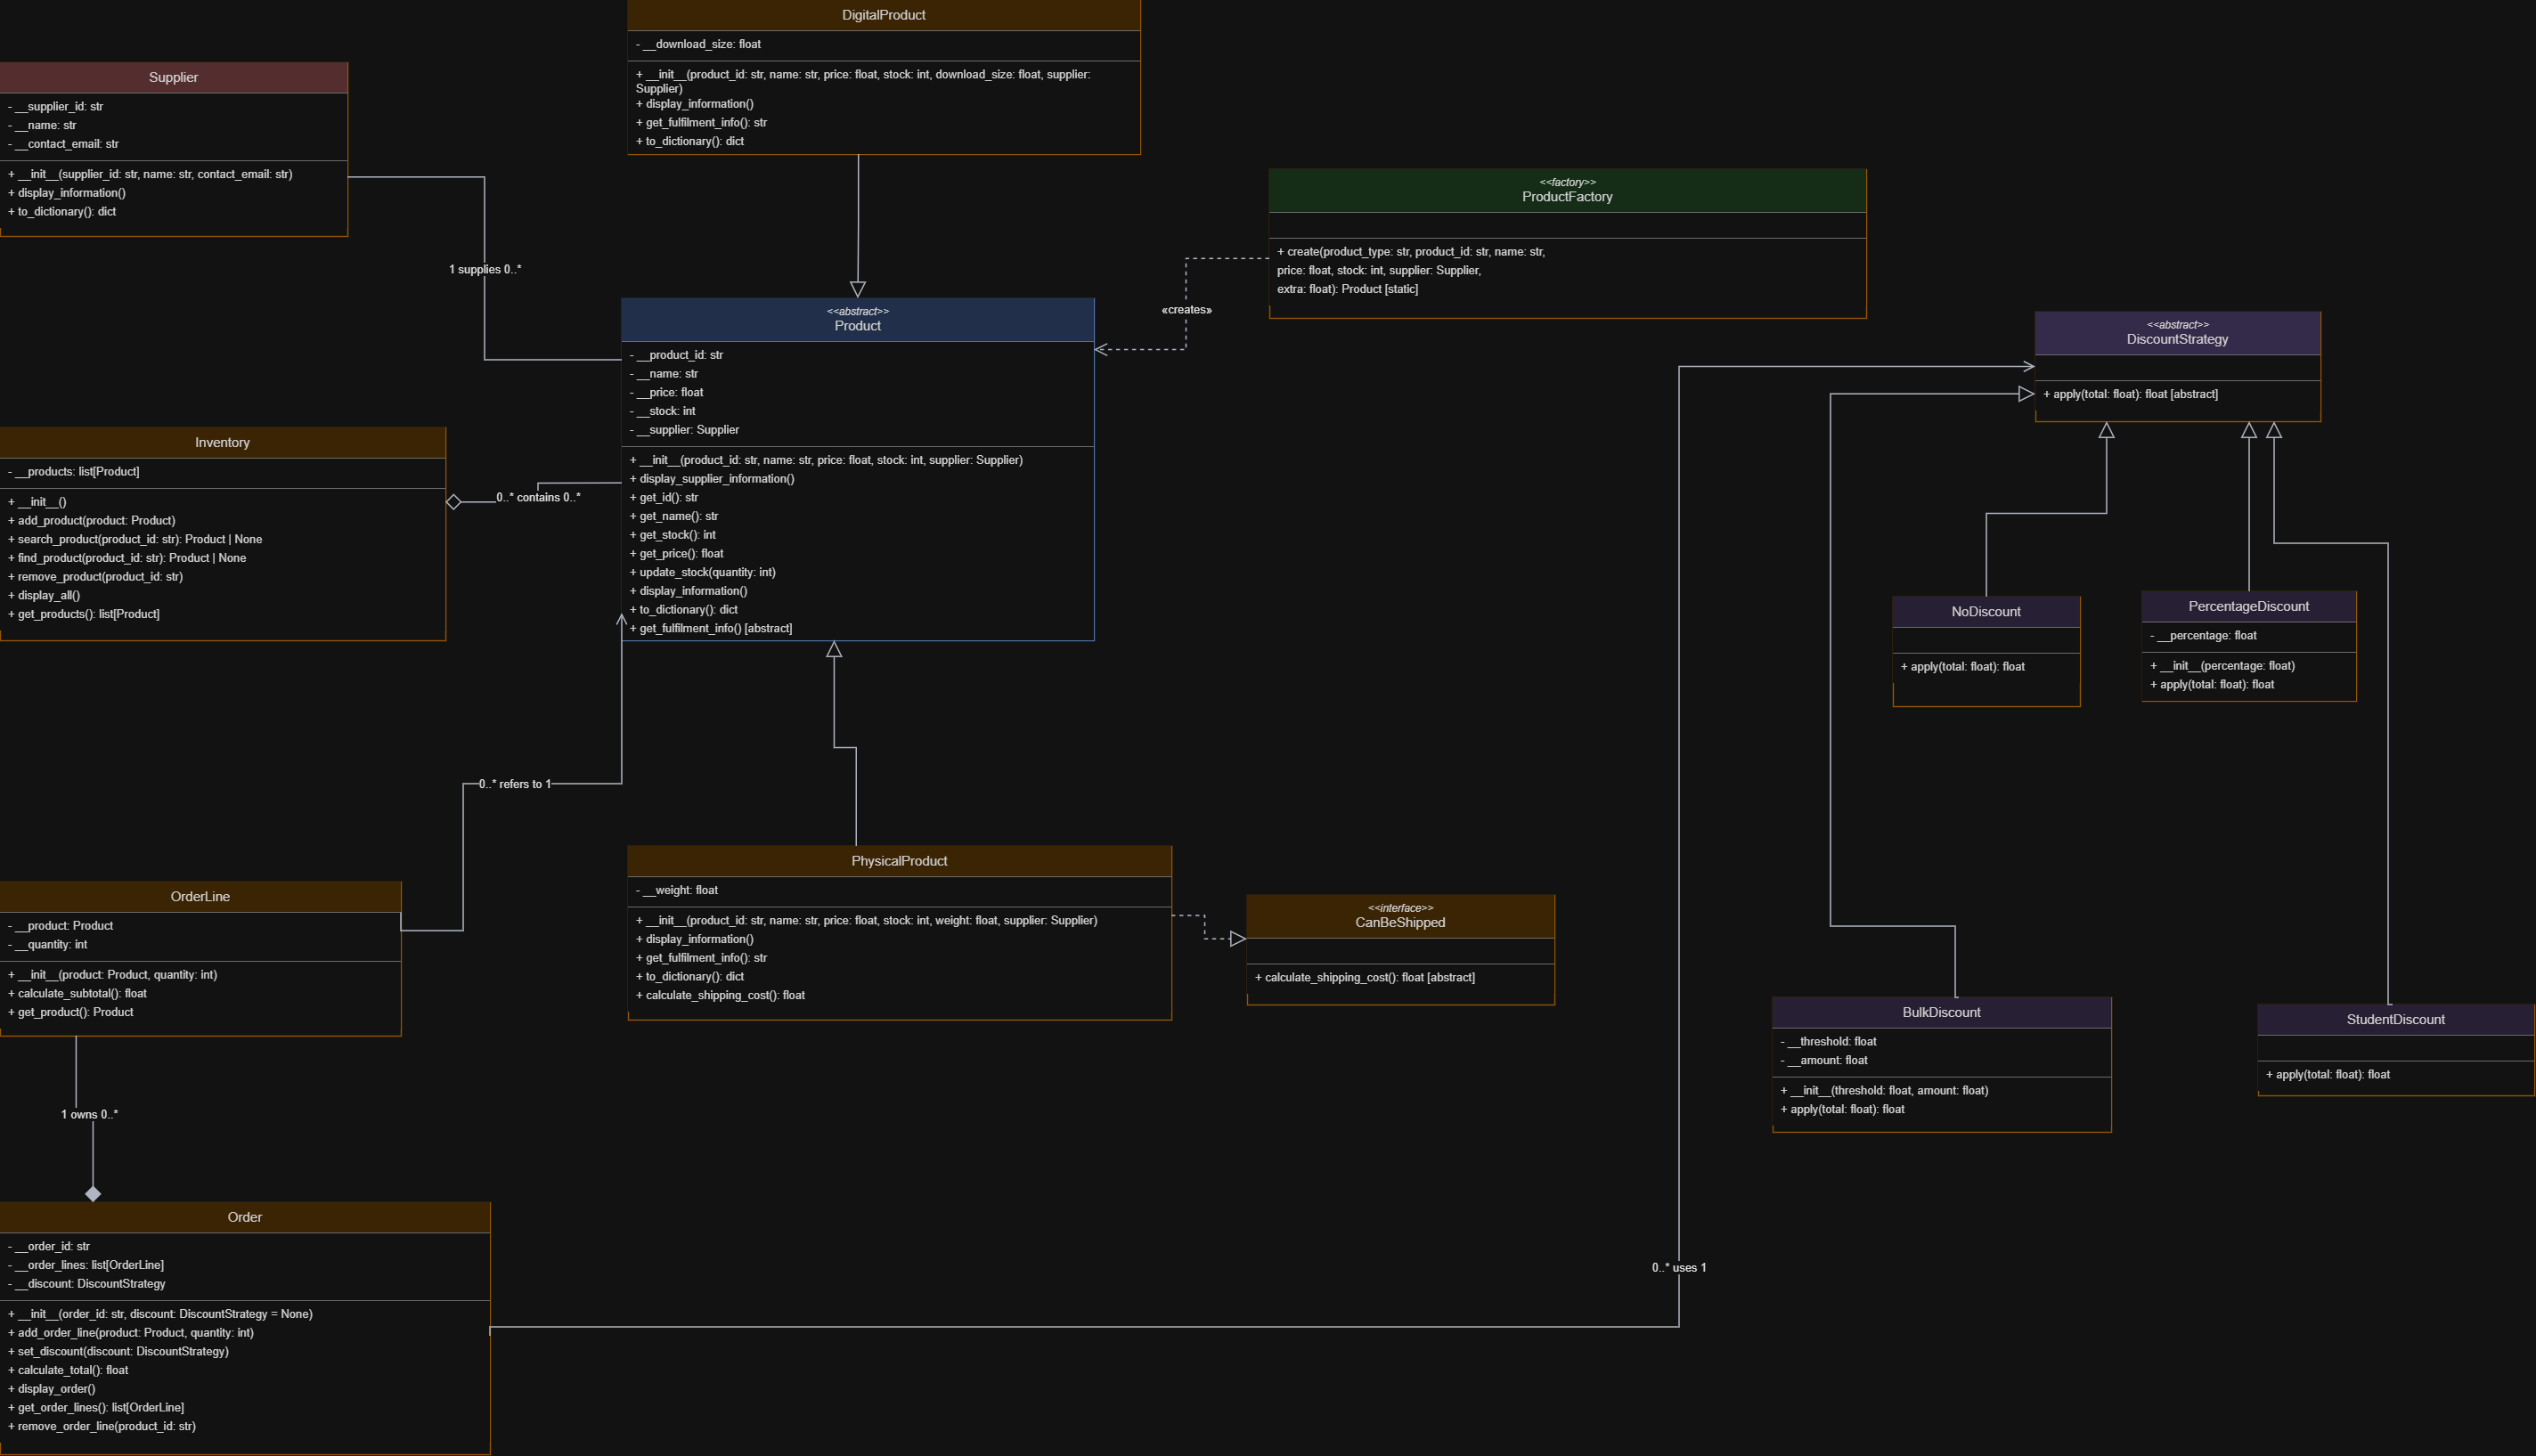 DigitalProduct
- __download_size: float
+ __init__(product_id: str, name: str, price: float, stock: int, download_size: float, supplier:
Supplier)
+ display_information()
+ get_fulfilment_info(): str
+ to_dictionary(): dict
Supplier
- __supplier_id: str
- __name: str
- __contact_email: str
+ __init__(supplier_id: str, name: str, contact_email: str)
+ display_information()
+ to_dictionary(): dict
1 supplies 0..*
<<factory>>
ProductFactory
+ create(product_type: str, product_id: str, name: str,
price: float, stock: int, supplier: Supplier,
extra: float): Product [static]
«creates»
<<abstract>>
Product
- __product_id: str
- __name: str
- __price: float
- __stock: int
- __supplier: Supplier
+ __init__(product_id: str, name: str, price: float, stock: int, supplier: Supplier)
+ display_supplier_information()
+ get_id(): str
+ get_name(): str
+ get_stock(): int
+ get_price(): float
+ update_stock(quantity: int)
+ display_information()
+ to_dictionary(): dict
+ get_fulfilment_info() [abstract]
<<abstract>>
DiscountStrategy
+ apply(total: float): float [abstract]
Inventory
- __products: list[Product]
+ __init__()
+ add_product(product: Product)
+ search_product(product_id: str): Product | None
+ find_product(product_id: str): Product | None
+ remove_product(product_id: str)
+ display_all()
+ get_products(): list[Product]
0..* contains 0..*
NoDiscount
+ apply(total: float): float
PercentageDiscount
- __percentage: float
+ __init__(percentage: float)
+ apply(total: float): float
0..* refers to 1
PhysicalProduct
- __weight: float
+ __init__(product_id: str, name: str, price: float, stock: int, weight: float, supplier: Supplier)
+ display_information()
+ get_fulfilment_info(): str
+ to_dictionary(): dict
+ calculate_shipping_cost(): float
<<interface>>
CanBeShipped
+ calculate_shipping_cost(): float [abstract]
OrderLine
- __product: Product
- __quantity: int
+ __init__(product: Product, quantity: int)
+ calculate_subtotal(): float
+ get_product(): Product
BulkDiscount
- __threshold: float
- __amount: float
+ __init__(threshold: float, amount: float)
+ apply(total: float): float
StudentDiscount
+ apply(total: float): float
1 owns 0..*
Order
- __order_id: str
- __order_lines: list[OrderLine]
- __discount: DiscountStrategy
+ __init__(order_id: str, discount: DiscountStrategy = None)
+ add_order_line(product: Product, quantity: int)
+ set_discount(discount: DiscountStrategy)
+ calculate_total(): float
+ display_order()
+ get_order_lines(): list[OrderLine]
+ remove_order_line(product_id: str)
0..* uses 1